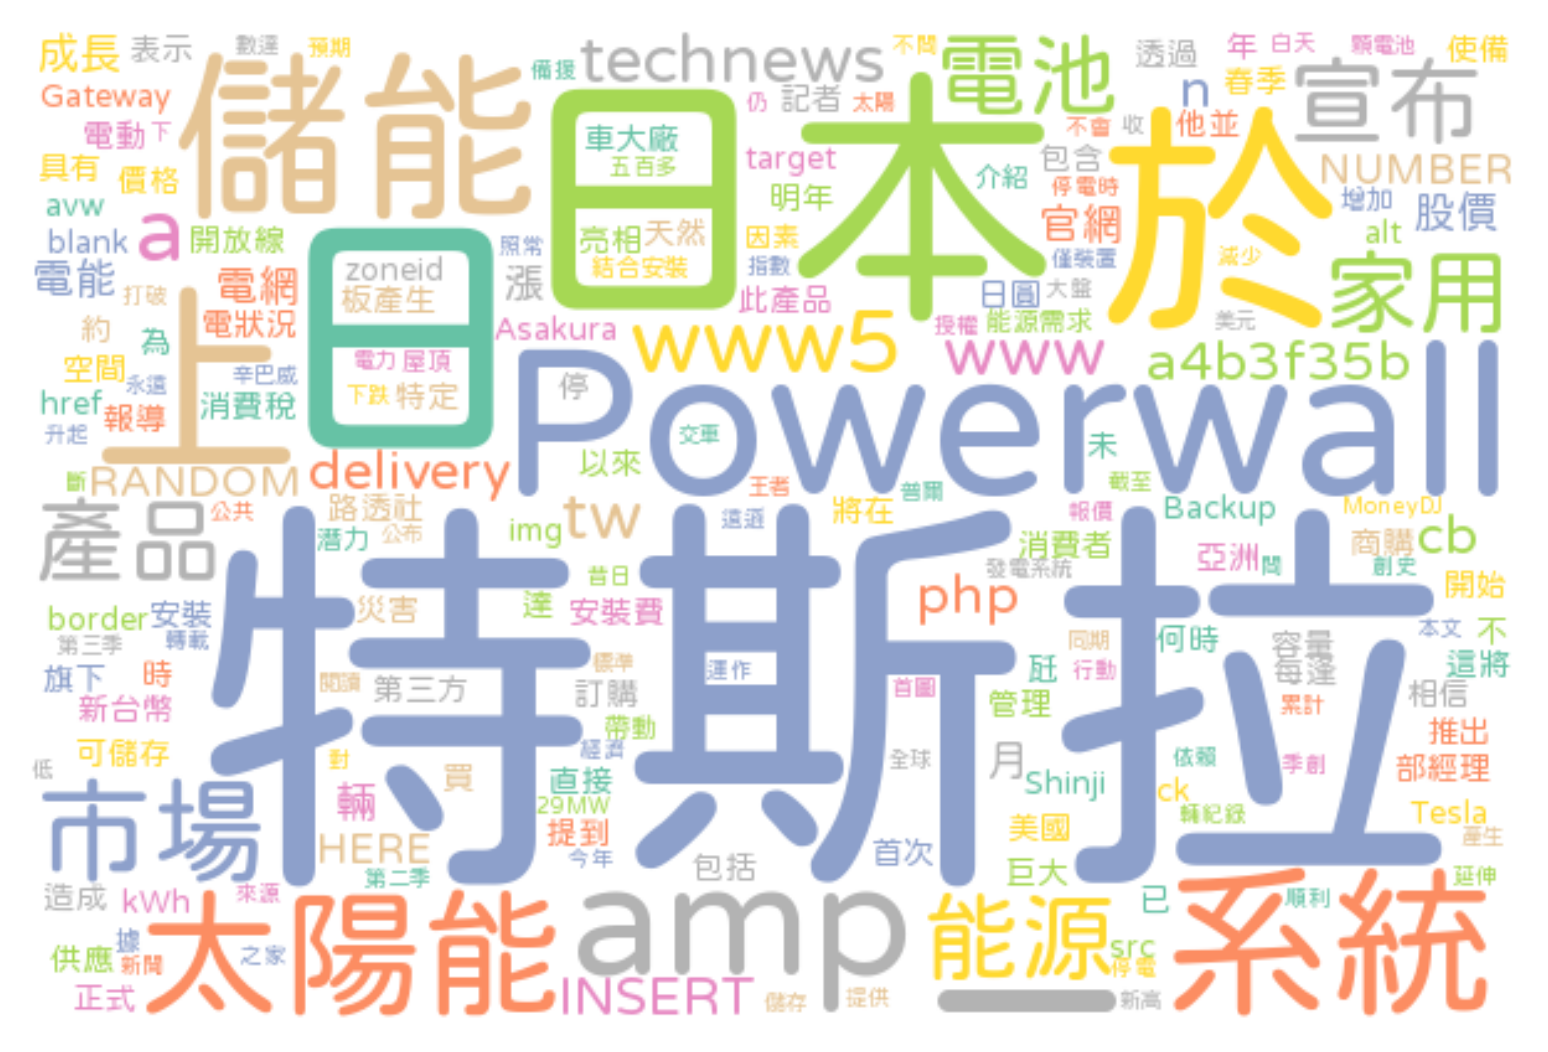 成長 表示 數達 預期 儲能 備援 technews 不間 電池 透過 年 白天 顆電池 使備
Gateway 電動 下 日本 仍 記者 太陽 n 春季 宣布
車大廠 五百多 target 不會 收 他並 於 包含 NUMBER
具有 價格 明年 介紹 停電時 增加 股價
avw a 開放線 亮相 天然 因素 官網 alt
blank 照常 結合安裝 指數 僅裝置 減少 家用
電能 打破 電網 日 zoneid 板產生 漲 此產品 日圓 大盤
約 為 電狀況 Asakura www5 授權 能源需求 美元
空間 永遠 辛巴威 上 電力 屋頂 www a4b3f35b
href 報導 消費稅 下跌 特定 停 Powerwall
升起 交車 以來 未
斷 RANDOM delivery 王者 普爾 截至
產品 公共 路透社 tw 遠遜 將在 報價 Backup MoneyDJ
潛力 公布 img 消費者 商購 cb
特斯拉 昔日 發電系統 亞洲 間 創史 開始
border 安裝 災害 達 安裝費 php 本文 不
第三季 轉載 標準 運作 同期 何時 容量 這將
旗下 時 閱讀 第三方 訂購 首圖 瓩 行動 每逢 相信
新台幣 帶動 管理 累計 推出
可儲存 對 經濟 全球 月 依賴 季創 部經理
低 市場 輛 買 直接 29MW Shinji ck 輛紀錄 Tesla
HERE 提到 美國 產生
第二季 今年 包括 首次 巨大 延伸
造成 kWh 來源 太陽能 amp 能源 已 系統 順利
據 供應 新聞 之家 src 停電
正式 INSERT 儲存 提供 一 新高